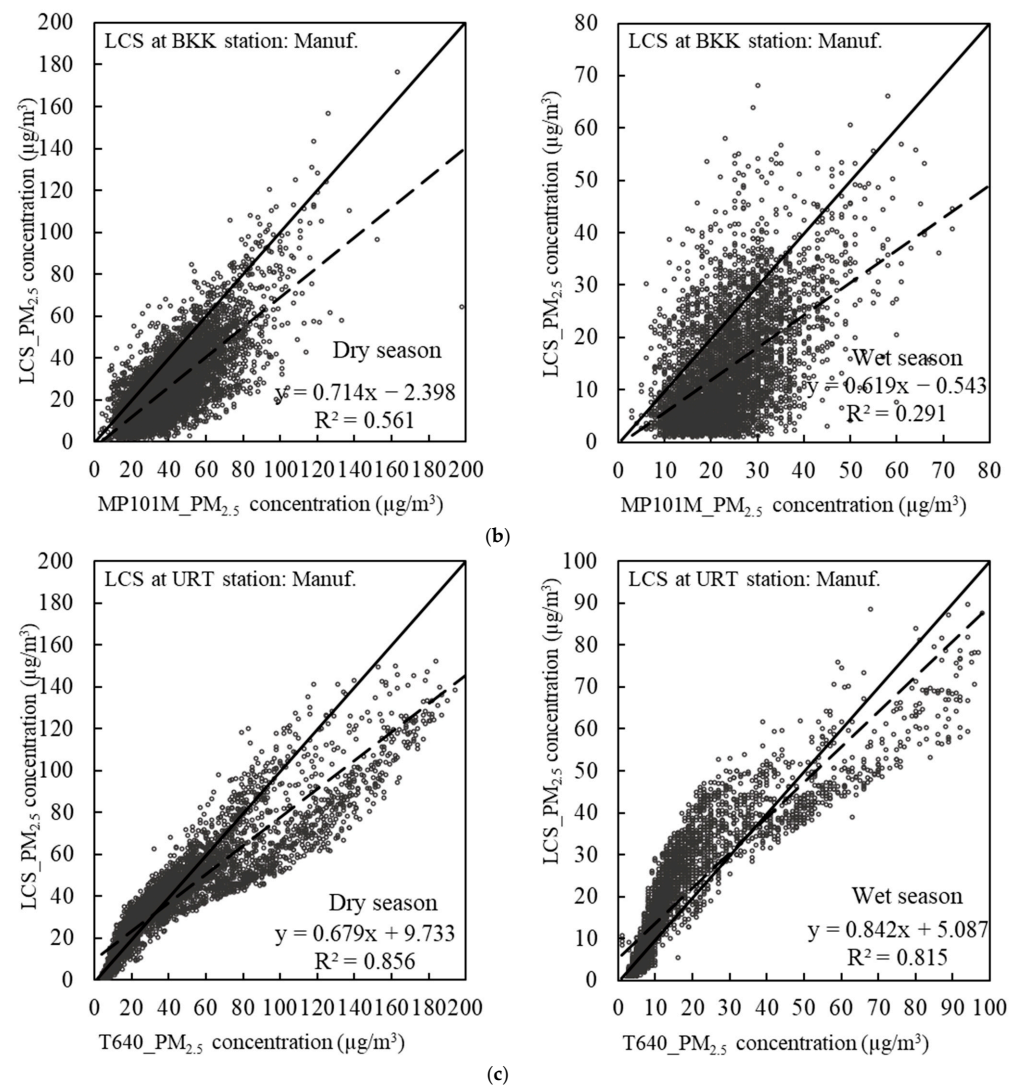 LCS at BKK station: Manuf.
LCS_PM2.5 concentration (µg/m³)
200
180
160
140
120
100
80
60
40
20
0
Dry season
y = 0.714x − 2.398
R² = 0.561
0 20 40 60 80 100 120 140 160 180 200
MP101M_PM2.5 concentration (µg/m³)
LCS at BKK station: Manuf.
LCS_PM2.5 concentration (µg/m³)
80
70
60
50
40
30
20
10
0
Wet season
y = 0.619x − 0.543
R² = 0.291
0 10 20 30 40 50 60 70 80
MP101M_PM2.5 concentration (µg/m³)
(b)
LCS at URT station: Manuf.
LCS_PM2.5 concentration (µg/m³)
200
180
160
140
120
100
80
60
40
20
0
Dry season
y = 0.679x + 9.733
R² = 0.856
0 20 40 60 80 100 120 140 160 180 200
T640_PM2.5 concentration (µg/m³)
LCS at URT station: Manuf.
LCS_PM2.5 concentration (µg/m³)
100
90
80
70
60
50
40
30
20
10
0
Wet season
y = 0.842x + 5.087
R² = 0.815
0 10 20 30 40 50 60 70 80 90 100
T640_PM2.5 concentration (µg/m³)
(c)